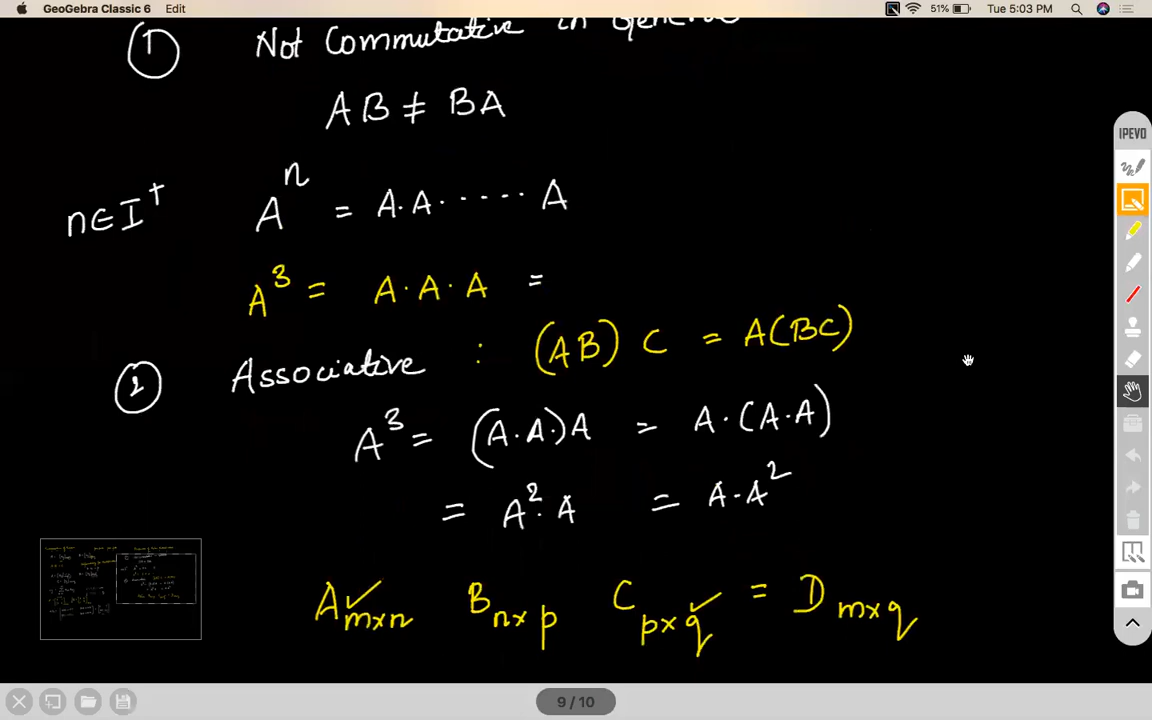 GeoGebra Classic 6 Edit 51% Tue 5:03 PM
① Not Commutative in general
AB ≠ BA
n∈I⁺ Aⁿ = A·A·.....A
A³ = A·A·A =
② Associative : (AB) C = A(BC)
A³ = (A·A·)A = A·(A·A)
= A²·A = A·A²
A m×n B n×p C p×q = D m×q
IPEVO
9 / 10